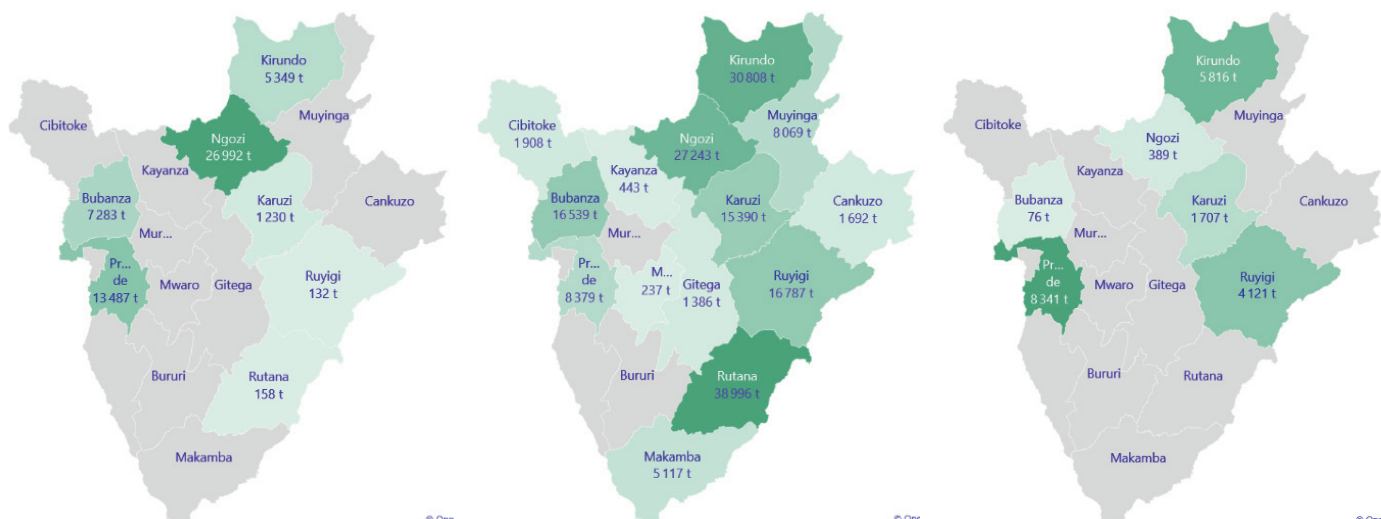 Kirundo
5 349 t
Muyinga
Cibitoke
Ngozi
26 992 t
Kayanza
Bubanza
7 283 t
Karuzi
1 230 t
Cankuzo
Mur...
Pr...
de
13 487 t
Mwaro
Gitega
Ruyigi
132 t
Bururi
Rutana
158 t
Makamba
Kirundo
30 808 t
Muyinga
8 069 t
Cibitoke
1 908 t
Ngozi
27 243 t
Kayanza
443 t
Bubanza
16 539 t
Karuzi
15 390 t
Cankuzo
1 692 t
Mur...
Pr...
de
8 379 t
M...
237 t
Gitega
1 386 t
Ruyigi
16 787 t
Bururi
Rutana
38 996 t
Makamba
5 117 t
Kirundo
5 816 t
Muyinga
Cibitoke
Ngozi
389 t
Kayanza
Bubanza
76 t
Karuzi
1 707 t
Cankuzo
Mur...
Pr...
de
8 341 t
Mwaro
Gitega
Ruyigi
4 121 t
Bururi
Rutana
Makamba